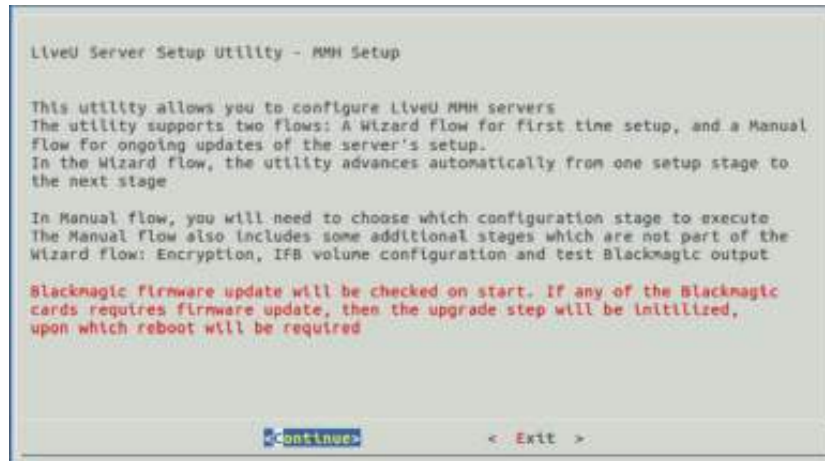 LiveU Server Setup Utility - MMH Setup
This utility allows you to configure LiveU MMH servers
The utility supports two flows: A Wizard flow for first time setup, and a Manual
flow for ongoing updates of the server's setup.
In the Wizard flow, the utility advances automatically from one setup stage to
the next stage
In Manual flow, you will need to choose which configuration stage to execute
The Manual flow also includes some additional stages which are not part of the
Wizard flow: Encryption, IFB volume configuration and test Blackmagic output
Blackmagic firmware update will be checked on start. If any of the Blackmagic
cards requires firmware update, then the upgrade step will be initilized,
upon which reboot will be required
<Continue> < Exit >